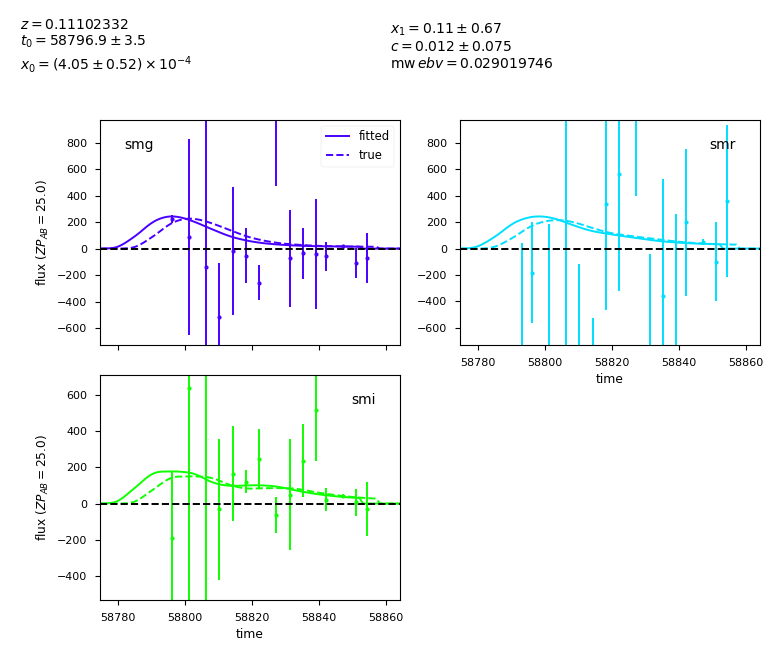 z = 0.11102332
t₀ = 58796.9 ± 3.5
x₀ = (4.05 ± 0.52) × 10⁻⁴
x₁ = 0.11 ± 0.67
c = 0.012 ± 0.075
mw ebv = 0.029019746
smg
fitted
true
800
600
400
200
0
−200
−400
−600
flux (ZP_AB = 25.0)
smr
800
600
400
200
0
−200
−400
−600
58780 58800 58820 58840 58860
time
smi
600
400
200
0
−200
−400
flux (ZP_AB = 25.0)
58780 58800 58820 58840 58860
time